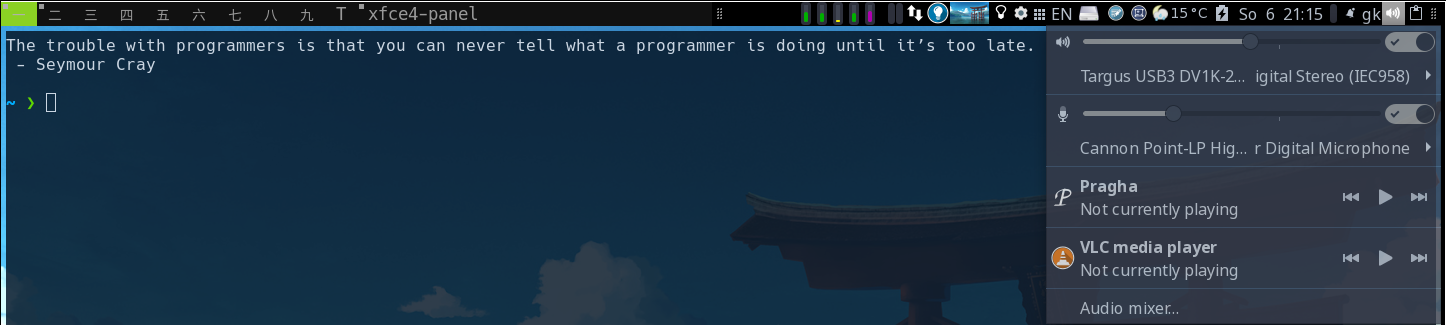 一 二 三 四 五 六 七 八 九 T xfce4-panel EN 15°C So 6 21:15 gk
The trouble with programmers is that you can never tell what a programmer is doing until it’s too late.
– Seymour Cray
~ ❯
Targus USB3 DV1K-2… igital Stereo (IEC958)
Cannon Point-LP Hig… r Digital Microphone
Pragha
Not currently playing
VLC media player
Not currently playing
Audio mixer...